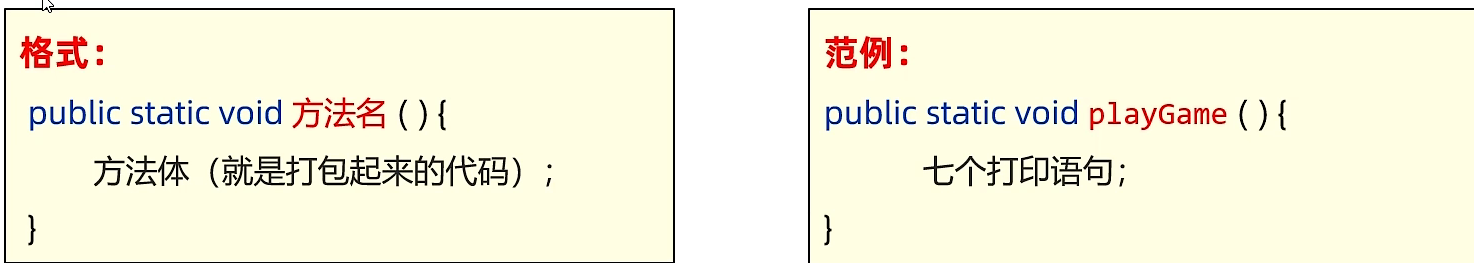 格式：
public static void 方法名 ( ) {
方法体（就是打包起来的代码）;
}
范例：
public static void playGame ( ) {
七个打印语句;
}